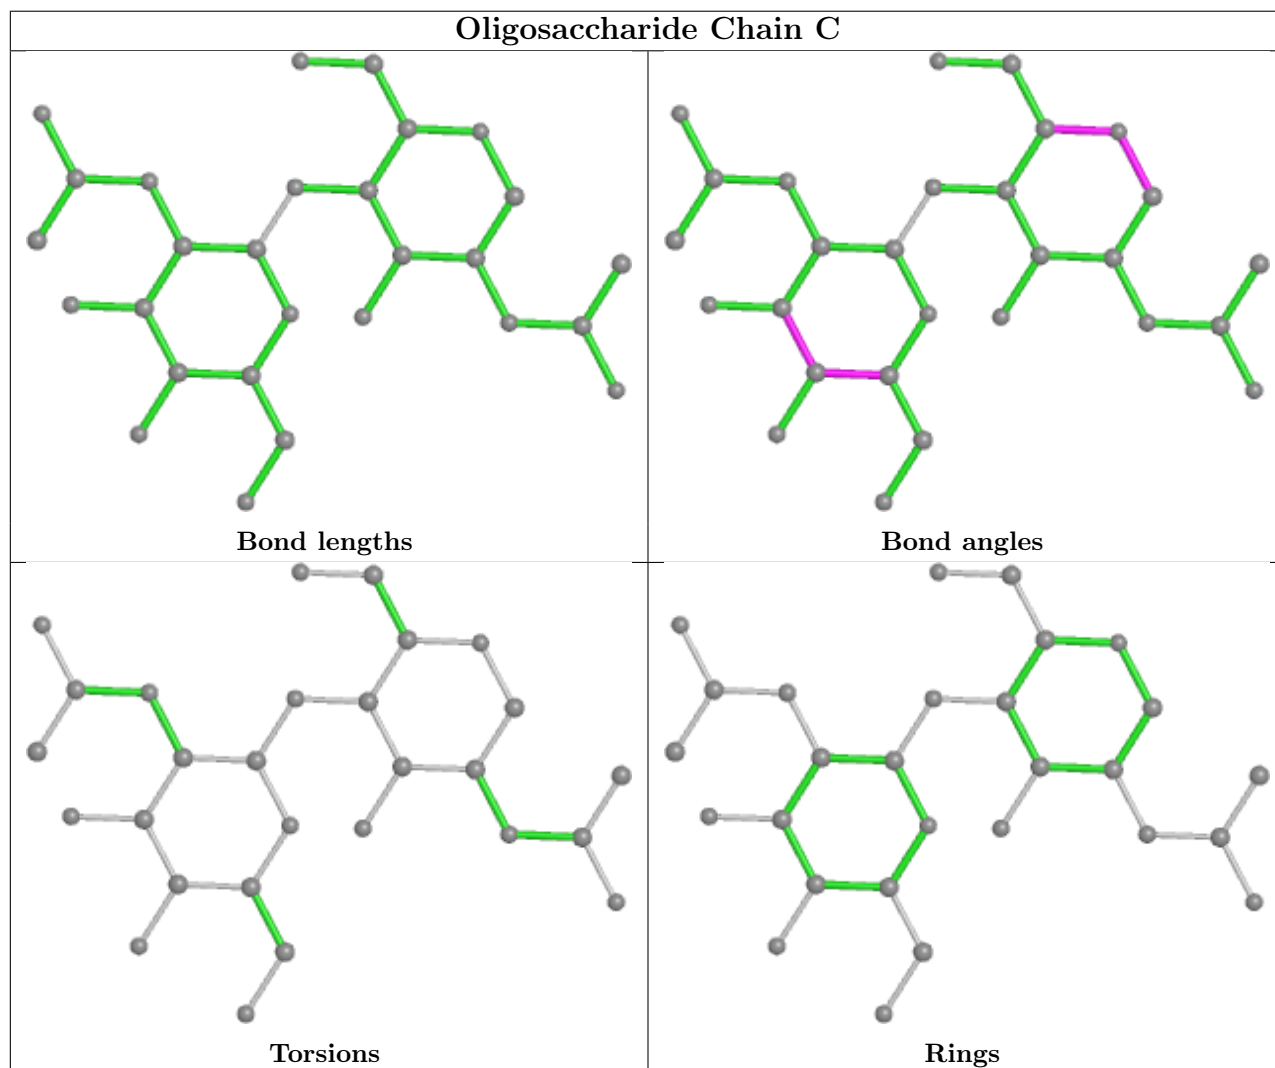 Oligosaccharide Chain C
Bond lengths
Bond angles
Torsions
Rings